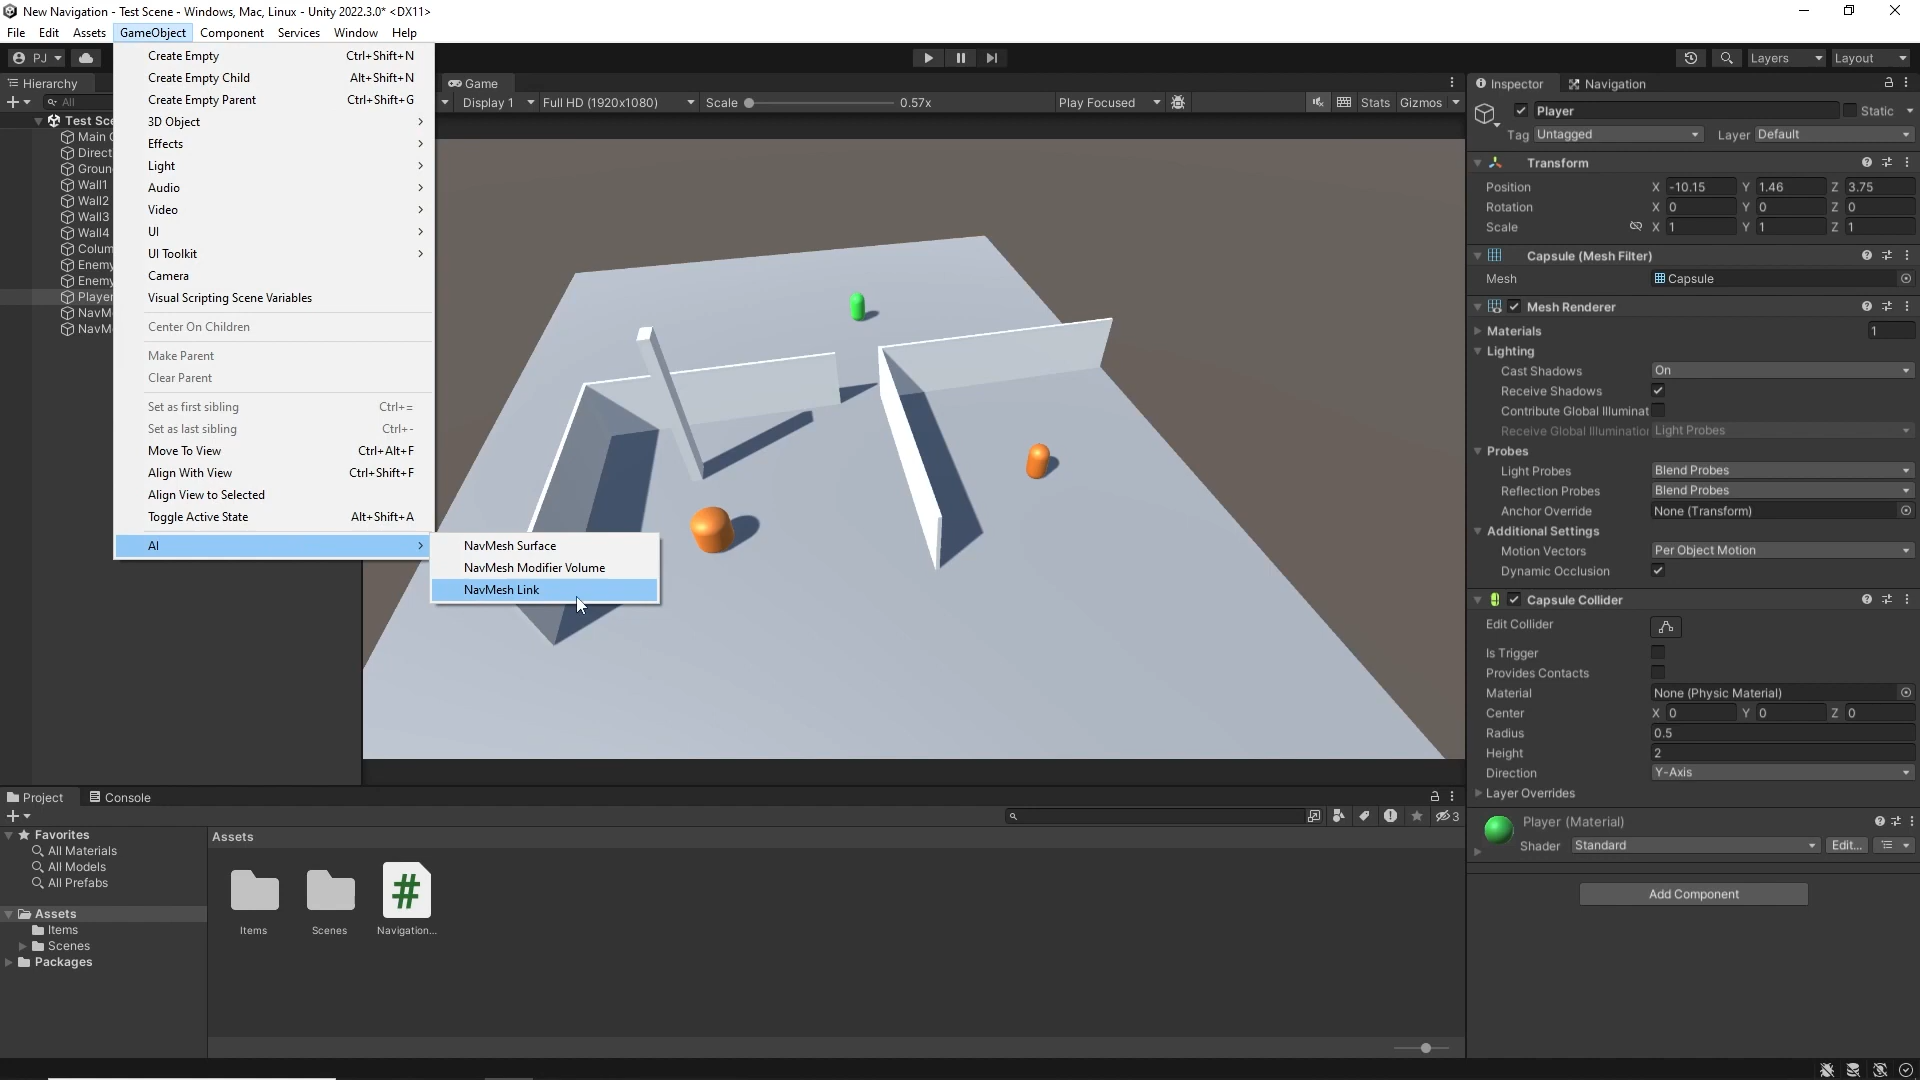 New Navigation - Test Scene - Windows, Mac, Linux - Unity 2022.3.0* <DX11>
File Edit Assets GameObject Component Services Window Help
PJ
Layers Layout
Hierarchy
All
Test Sce
Main C
Direct
Groun
Wall1
Wall2
Wall3
Wall4
Colum
Enemy
Enemy
Player
NavM
NavM
Create Empty Ctrl+Shift+N
Create Empty Child Alt+Shift+N
Create Empty Parent Ctrl+Shift+G
3D Object
Effects
Light
Audio
Video
UI
UI Toolkit
Camera
Visual Scripting Scene Variables
Center On Children
Make Parent
Clear Parent
Set as first sibling Ctrl+=
Set as last sibling Ctrl+-
Move To View Ctrl+Alt+F
Align With View Ctrl+Shift+F
Align View to Selected
Toggle Active State Alt+Shift+A
AI
NavMesh Surface
NavMesh Modifier Volume
NavMesh Link
Game
Display 1 Full HD (1920x1080) Scale 0.57x Play Focused Stats Gizmos
Inspector Navigation
Player Static
Tag Untagged Layer Default
Transform
Position X -10.15 Y 1.46 Z 3.75
Rotation X 0 Y 0 Z 0
Scale X 1 Y 1 Z 1
Capsule (Mesh Filter)
Mesh Capsule
Mesh Renderer
Materials 1
Lighting
Cast Shadows On
Receive Shadows
Contribute Global Illuminat
Receive Global Illumination Light Probes
Probes
Light Probes Blend Probes
Reflection Probes Blend Probes
Anchor Override None (Transform)
Additional Settings
Motion Vectors Per Object Motion
Dynamic Occlusion
Capsule Collider
Edit Collider
Is Trigger
Provides Contacts
Material None (Physic Material)
Center X 0 Y 0 Z 0
Radius 0.5
Height 2
Direction Y-Axis
Layer Overrides
Player (Material)
Shader Standard Edit...
Add Component
Project Console
3
Favorites
All Materials
All Models
All Prefabs
Assets
Items
Scenes
Packages
Assets
Items Scenes Navigation...